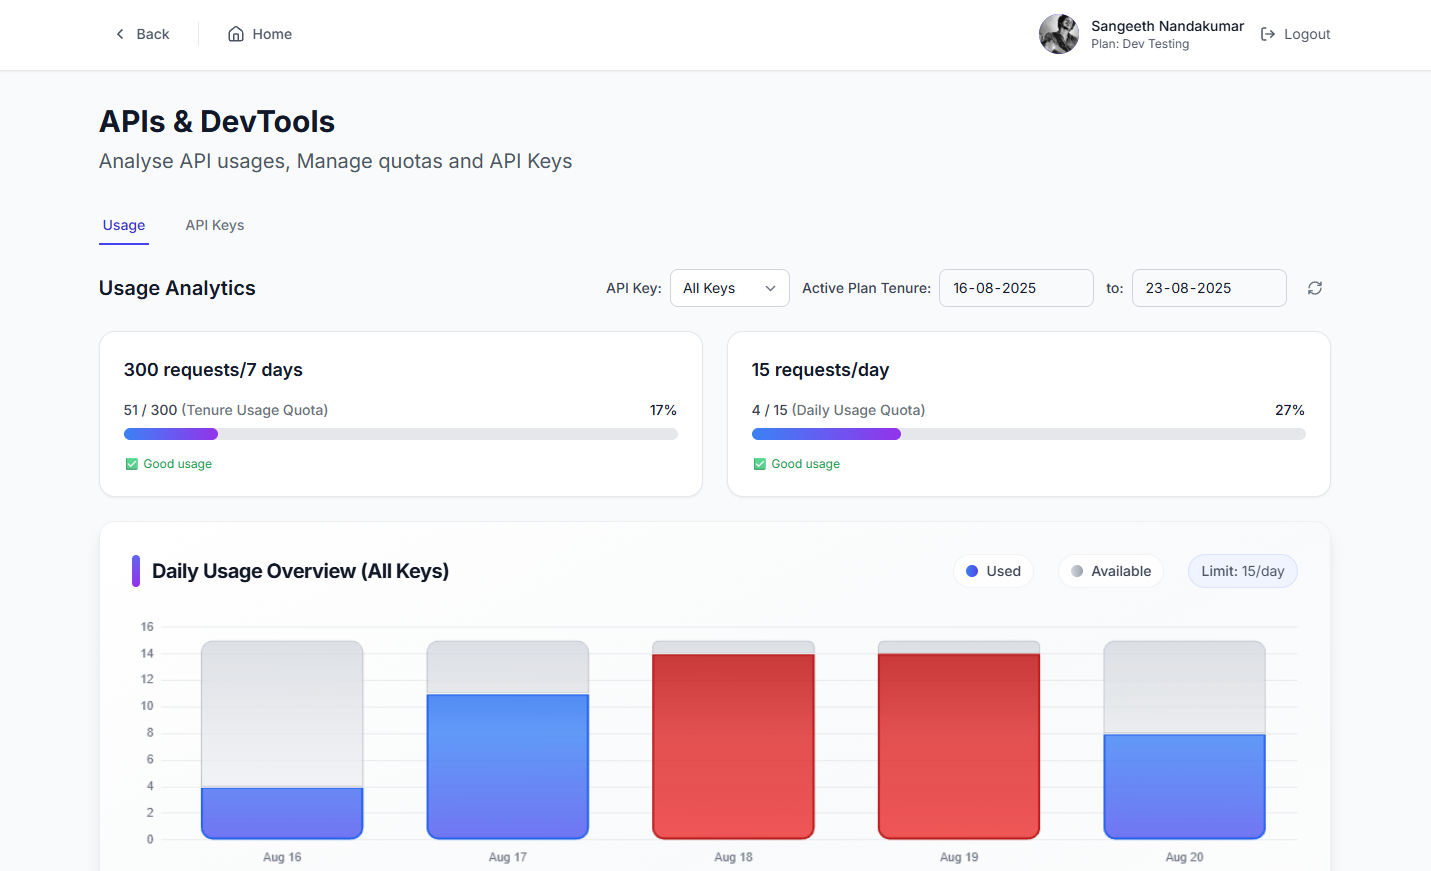 Back
Home
Sangeeth Nandakumar
Plan: Dev Testing
Logout
APIs & DevTools
Analyse API usages, Manage quotas and API Keys
Usage
API Keys
Usage Analytics
API Key:
All Keys
Active Plan Tenure:
16-08-2025
to:
23-08-2025
300 requests/7 days
51 / 300 (Tenure Usage Quota)
17%
Good usage
15 requests/day
4 / 15 (Daily Usage Quota)
27%
Good usage
Daily Usage Overview (All Keys)
Used
Available
Limit: 15/day
16
14
12
10
8
6
4
2
0
Aug 16
Aug 17
Aug 18
Aug 19
Aug 20